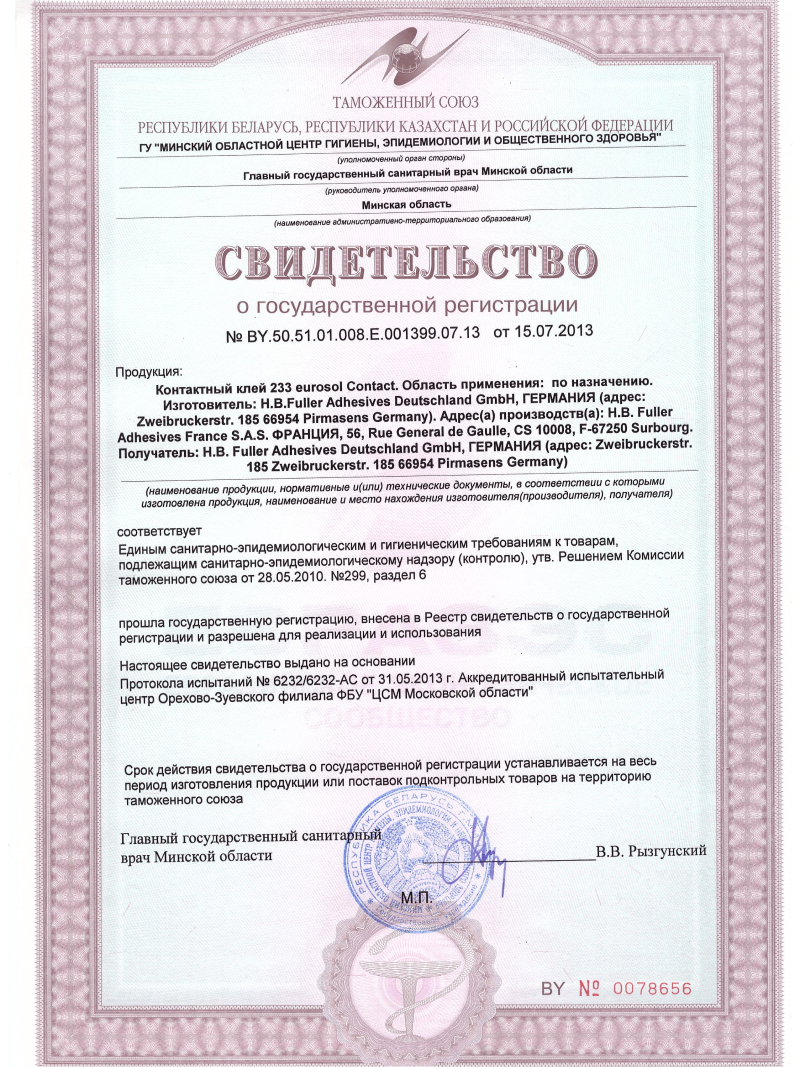 ТАМОЖЕННЫЙ СОЮЗ
РЕСПУБЛИКИ БЕЛАРУСЬ, РЕСПУБЛИКИ КАЗАХСТАН И РОССИЙСКОЙ ФЕДЕРАЦИИ
ГУ "МИНСКИЙ ОБЛАСТНОЙ ЦЕНТР ГИГИЕНЫ, ЭПИДЕМИОЛОГИИ И ОБЩЕСТВЕННОГО ЗДОРОВЬЯ"
(уполномоченный орган стороны)
Главный государственный санитарный врач Минской области
(руководитель уполномоченного органа)
Минская область
(наименование административно-территориального образования)
СВИДЕТЕЛЬСТВО
о государственной регистрации
№ BY.50.51.01.008.E.001399.07.13 от 15.07.2013
Продукция:
Контактный клей 233 eurosol Contact. Область применения: по назначению.
Изготовитель: H.B.Fuller Adhesives Deutschland GmbH, ГЕРМАНИЯ (адрес:
Zweibruckerstr. 185 66954 Pirmasens Germany). Адрес(а) производств(а): H.B. Fuller
Adhesives France S.A.S. ФРАНЦИЯ, 56, Rue General de Gaulle, CS 10008, F-67250 Surbourg.
Получатель: H.B. Fuller Adhesives Deutschland GmbH, ГЕРМАНИЯ (адрес: Zweibruckerstr.
185 Zweibruckerstr. 185 66954 Pirmasens Germany)
(наименование продукции, нормативные и(или) технические документы, в соответствии с которыми
изготовлена продукция, наименование и место нахождения изготовителя(производителя), получателя)
соответствует
Единым санитарно-эпидемиологическим и гигиеническим требованиям к товарам,
подлежащим санитарно-эпидемиологическому надзору (контролю), утв. Решением Комиссии
таможенного союза от 28.05.2010. №299, раздел 6
прошла государственную регистрацию, внесена в Реестр свидетельств о государственной
регистрации и разрешена для реализации и использования
Настоящее свидетельство выдано на основании
Протокола испытаний № 6232/6232-АС от 31.05.2013 г. Аккредитованный испытательный
центр Орехово-Зуевского филиала ФБУ "ЦСМ Московской области"
СООБЩЕСТВО
Срок действия свидетельства о государственной регистрации устанавливается на весь
период изготовления продукции или поставок подконтрольных товаров на территорию
таможенного союза
Главный государственный санитарный
врач Минской области
В.В. Рызгунский
М.П.
РЕСПУБЛИКА БЕЛАРУСЬ
BY № 0078656